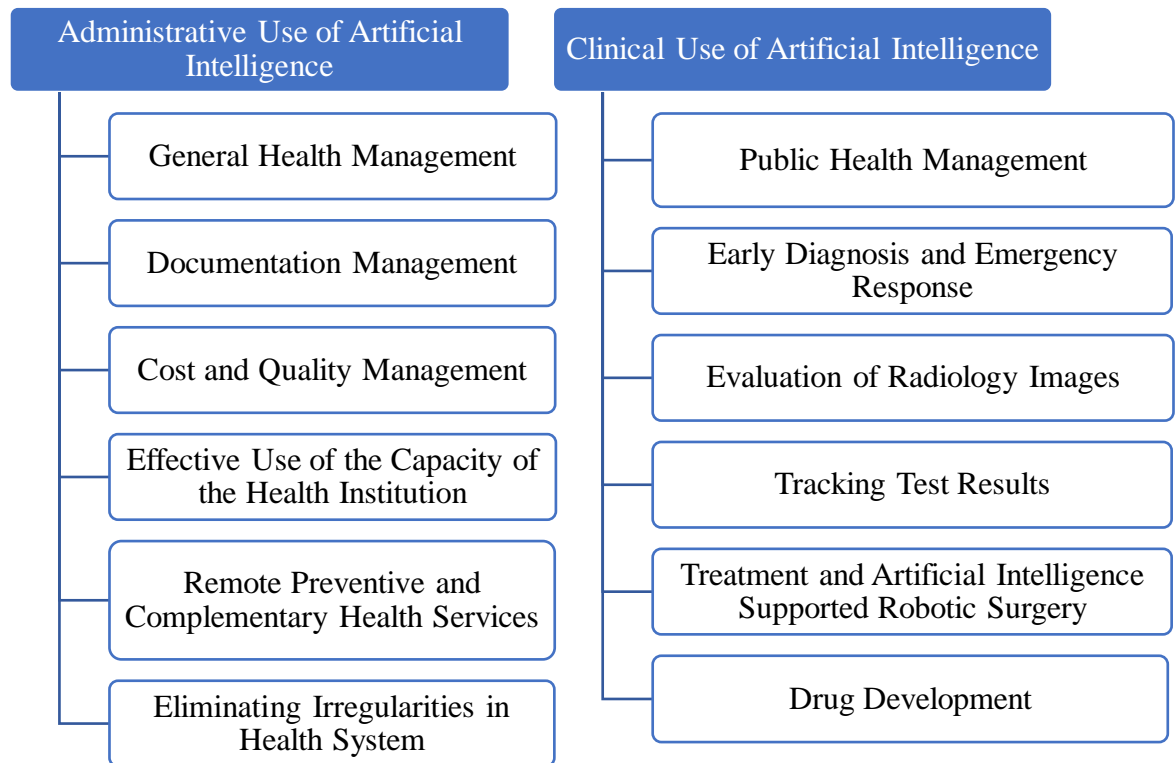 Administrative Use of Artificial
Intelligence
General Health Management
Documentation Management
Cost and Quality Management
Effective Use of the Capacity of
the Health Institution
Remote Preventive and
Complementary Health Services
Eliminating Irregularities in
Health System
Clinical Use of Artificial Intelligence
Public Health Management
Early Diagnosis and Emergency
Response
Evaluation of Radiology Images
Tracking Test Results
Treatment and Artificial Intelligence
Supported Robotic Surgery
Drug Development